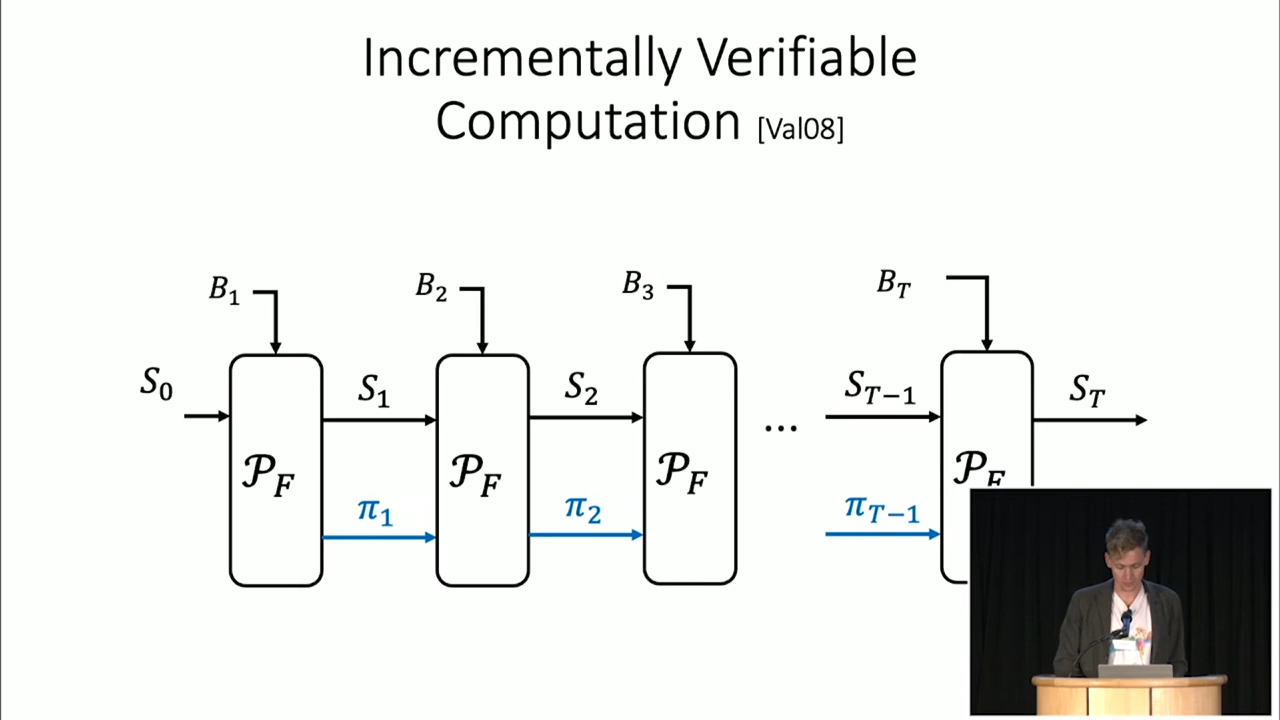 Incrementally Verifiable
Computation [Val08]
B₁ B₂ B₃ B_T
S₀ S₁ S₂ ... S_{T−1} S_T
𝒫_F 𝒫_F 𝒫_F 𝒫_F
π₁ π₂ π_{T−1}